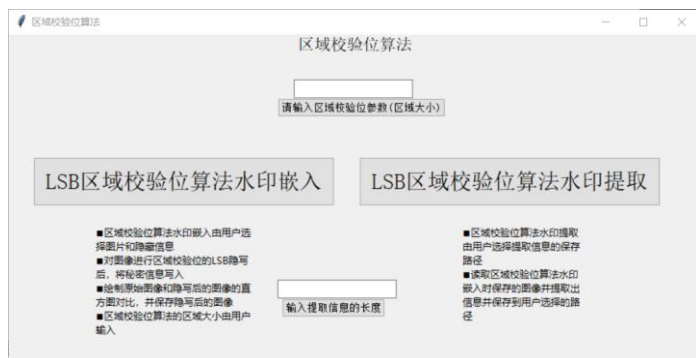 区域校验位算法
区域校验位算法
请输入区域校验位参数(区域大小)
LSB区域校验位算法水印嵌入
LSB区域校验位算法水印提取
■区域校验位算法水印嵌入由用户选
择图片和隐藏信息
■对图像进行区域校验位的LSB隐写
后，将秘密信息写入
■绘制原始图像和隐写后的图像的直
方图对比，并保存隐写后的图像
■区域校验位算法的区域大小由用户
输入
输入提取信息的长度
■区域校验位算法水印提取
由用户选择提取信息的保存
路径
■读取区域校验位算法水印
嵌入时保存的图像并提取出
信息并保存到用户选择的路
径